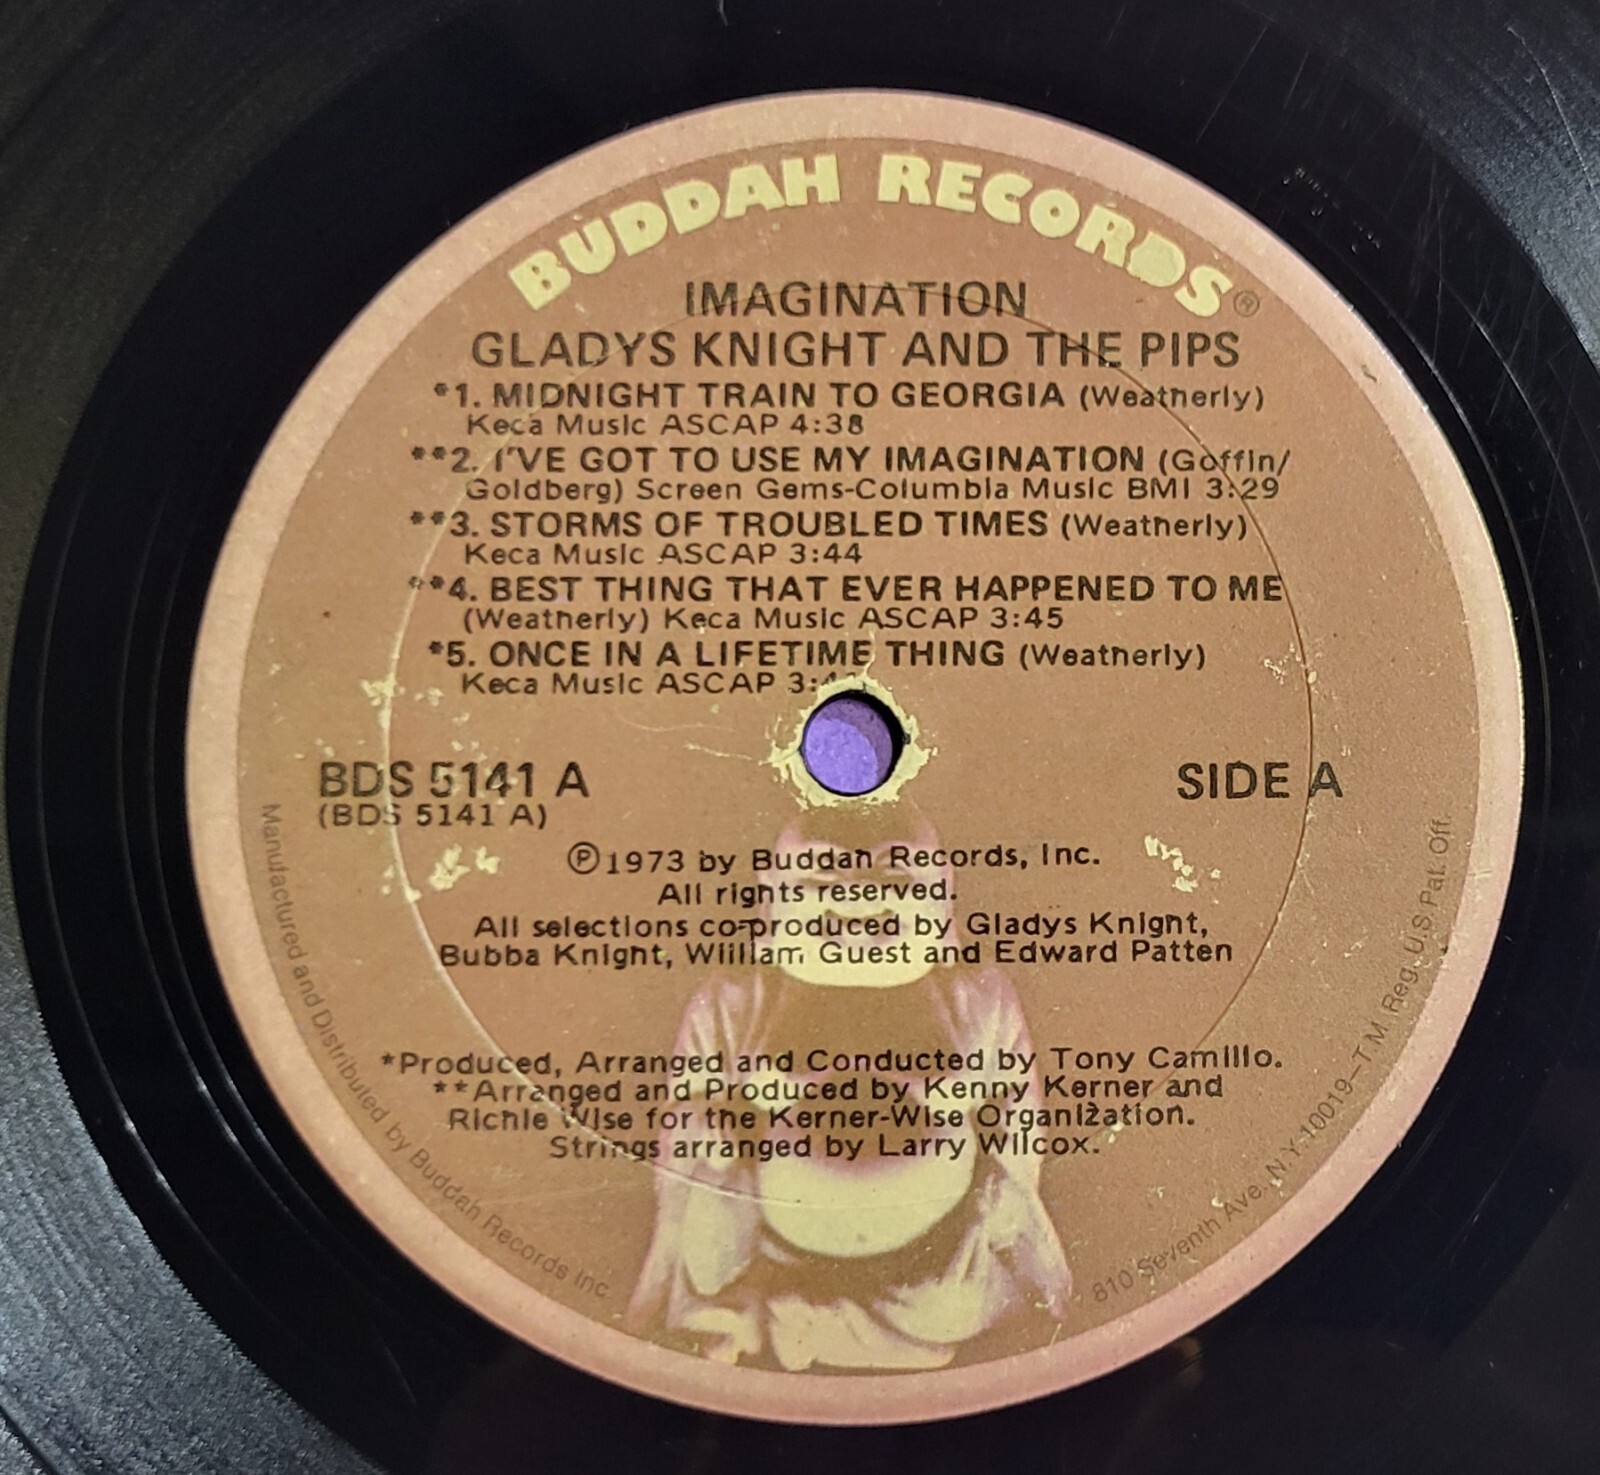 BUDDAH RECORDS®
IMAGINATION
GLADYS KNIGHT AND THE PIPS
*1. MIDNIGHT TRAIN TO GEORGIA (Weatherly)
Keca Music ASCAP 4:38
**2. I'VE GOT TO USE MY IMAGINATION (Goffin/
Goldberg) Screen Gems-Columbia Music BMI 3:29
**3. STORMS OF TROUBLED TIMES (Weatherly)
Keca Music ASCAP 3:44
**4. BEST THING THAT EVER HAPPENED TO ME
(Weatherly) Keca Music ASCAP 3:45
*5. ONCE IN A LIFETIME THING (Weatherly)
Keca Music ASCAP
BDS 5141 A
(BDS 5141 A)
SIDE A
Ⓟ1973 by Buddah Records, Inc.
All rights reserved.
All selections co-produced by Gladys Knight,
Bubba Knight, William Guest and Edward Patten
*Produced, Arranged and Conducted by Tony Camillo.
**Arranged and Produced by Kenny Kerner and
Richie Wise for the Kerner-Wise Organization.
Strings arranged by Larry Wilcox.
Manufactured and Distributed by Buddah Records Inc.
810 Seventh Ave. N.Y. 10019–T.M. Reg. U.S. Pat. Off.